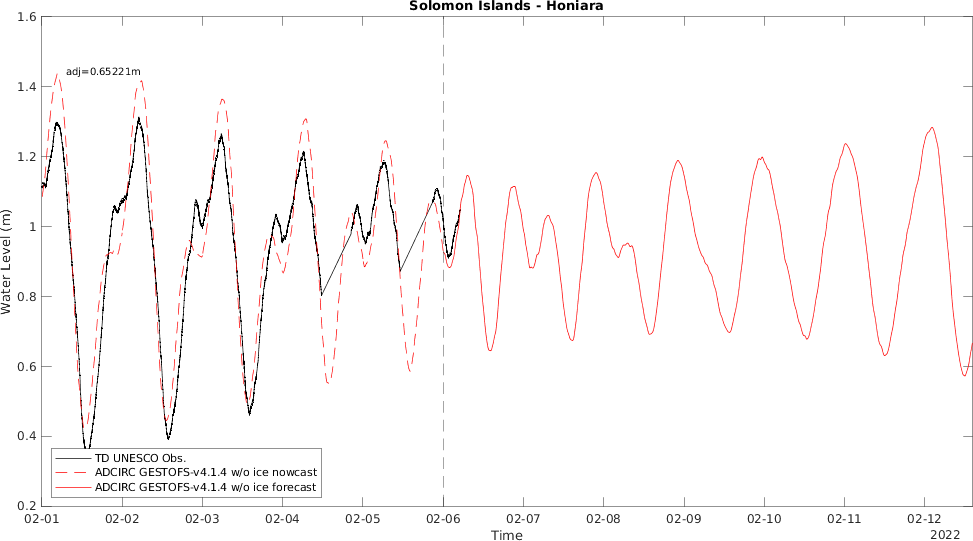 Solomon Islands - Honiara
1.6
adj=0.65221m
1.4
1.2
1
0.8
0.6
0.4
0.2
Water Level (m)
TD UNESCO Obs.
ADCIRC GESTOFS-v4.1.4 w/o ice nowcast
ADCIRC GESTOFS-v4.1.4 w/o ice forecast
02-01 02-02 02-03 02-04 02-05 02-06 02-07 02-08 02-09 02-10 02-11 02-12
2022
Time